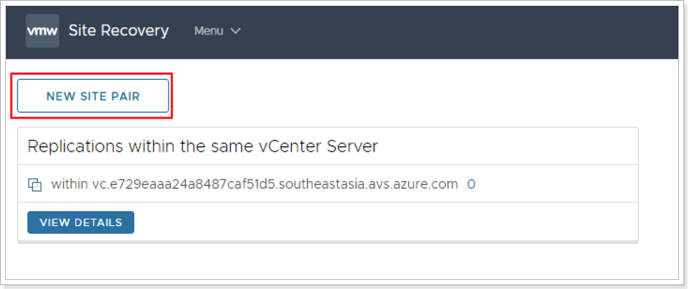 vmw Site Recovery Menu
NEW SITE PAIR
Replications within the same vCenter Server
within vc.e729eaaa24a8487caf51d5.southeastasia.avs.azure.com 0
VIEW DETAILS